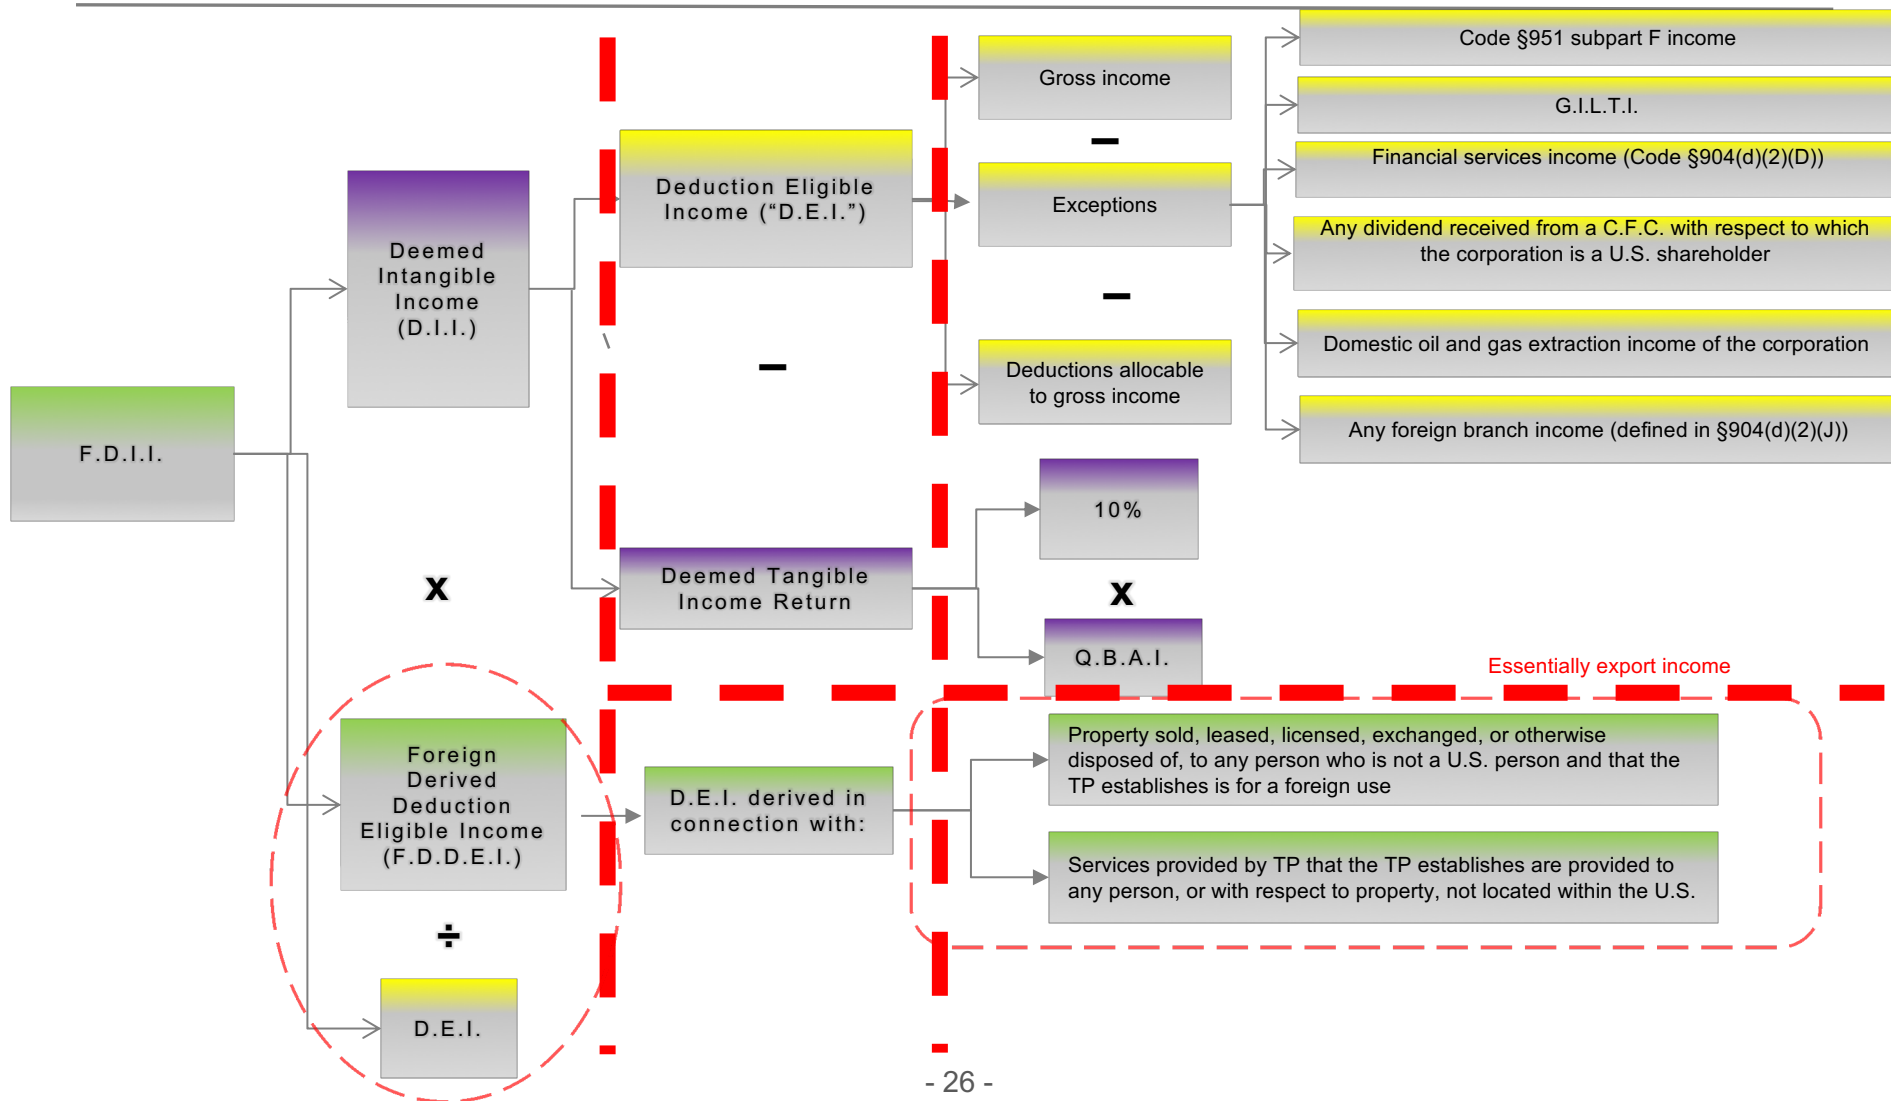 F.D.I.I.
Deemed
Intangible
Income
(D.I.I.)
x
Foreign
Derived
Deduction
Eligible Income
(F.D.D.E.I.)
÷
D.E.I.
Deduction Eligible
Income (“D.E.I.”)
–
Deemed Tangible
Income Return
Gross income
–
Exceptions
–
Deductions allocable
to gross income
Code §951 subpart F income
G.I.L.T.I.
Financial services income (Code §904(d)(2)(D))
Any dividend received from a C.F.C. with respect to which
the corporation is a U.S. shareholder
Domestic oil and gas extraction income of the corporation
Any foreign branch income (defined in §904(d)(2)(J))
10%
x
Q.B.A.I.
Essentially export income
D.E.I. derived in
connection with:
Property sold, leased, licensed, exchanged, or otherwise
disposed of, to any person who is not a U.S. person and that the
TP establishes is for a foreign use
Services provided by TP that the TP establishes are provided to
any person, or with respect to property, not located within the U.S.
- 26 -